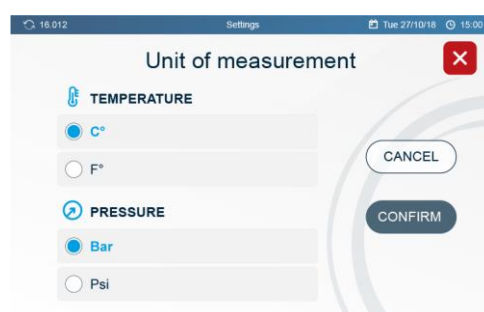 16.012 Settings Tue 27/10/18 15:00
Unit of measurement
TEMPERATURE
C°
F°
CANCEL
PRESSURE
CONFIRM
Bar
Psi